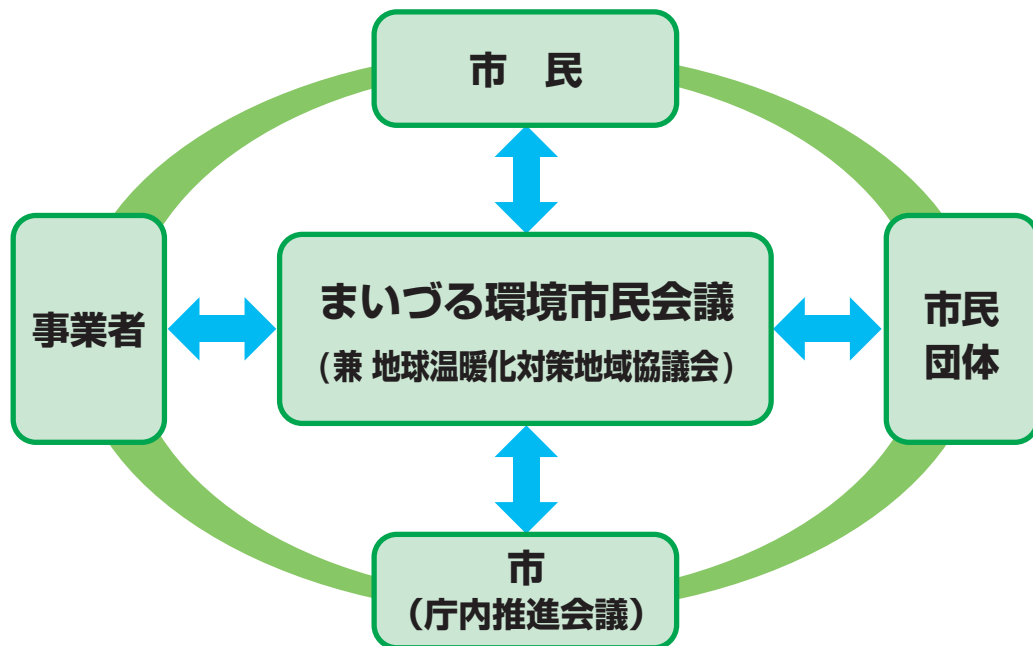 市　民
事業者
まいづる環境市民会議
（兼 地球温暖化対策地域協議会）
市民
団体
市
（庁内推進会議）